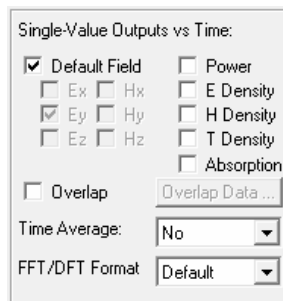 Single-Value Outputs vs Time:
Default Field Power
Ex Hx E Density
Ey Hy H Density
Ez Hz T Density
Absorption
Overlap Overlap Data ...
Time Average: No
FFT/DFT Format Default